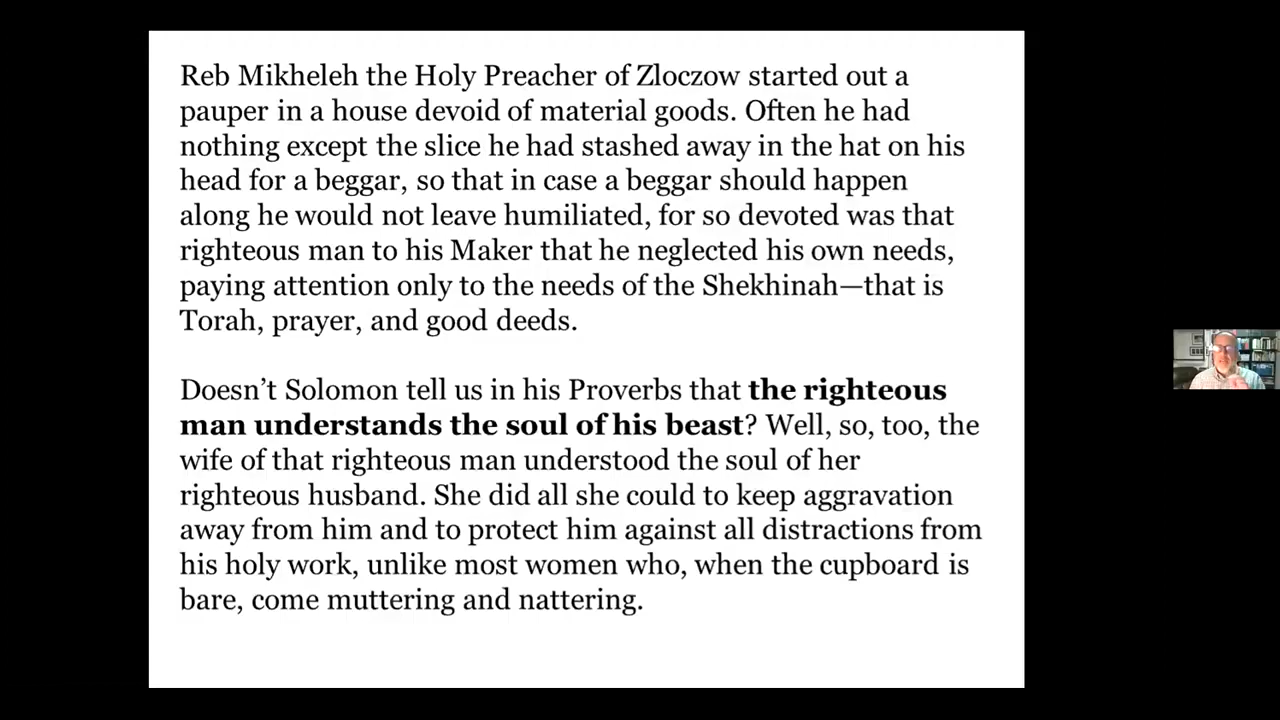 Reb Mikheleh the Holy Preacher of Zloczow started out a
pauper in a house devoid of material goods. Often he had
nothing except the slice he had stashed away in the hat on his
head for a beggar, so that in case a beggar should happen
along he would not leave humiliated, for so devoted was that
righteous man to his Maker that he neglected his own needs,
paying attention only to the needs of the Shekhinah—that is
Torah, prayer, and good deeds.
Doesn’t Solomon tell us in his Proverbs that the righteous
man understands the soul of his beast? Well, so, too, the
wife of that righteous man understood the soul of her
righteous husband. She did all she could to keep aggravation
away from him and to protect him against all distractions from
his holy work, unlike most women who, when the cupboard is
bare, come muttering and nattering.